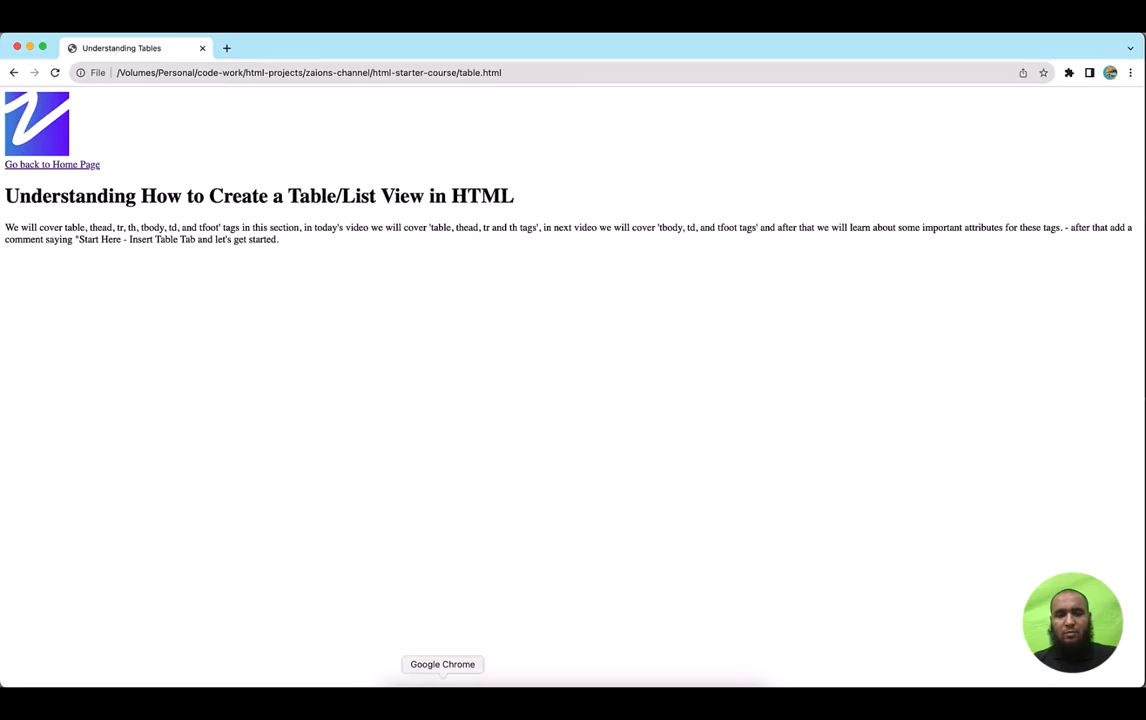 Understanding Tables
File
/Volumes/Personal/code-work/html-projects/zaions-channel/html-starter-course/table.html
Go back to Home Page
Understanding How to Create a Table/List View in HTML
We will cover table, thead, tr, th, tbody, td, and tfoot' tags in this section, in today's video we will cover 'table, thead, tr and th tags', in next video we will cover 'tbody, td, and tfoot tags' and after that we will learn about some important attributes for these tags. - after that add a
comment saying "Start Here - Insert Table Tab and let's get started.
Google Chrome